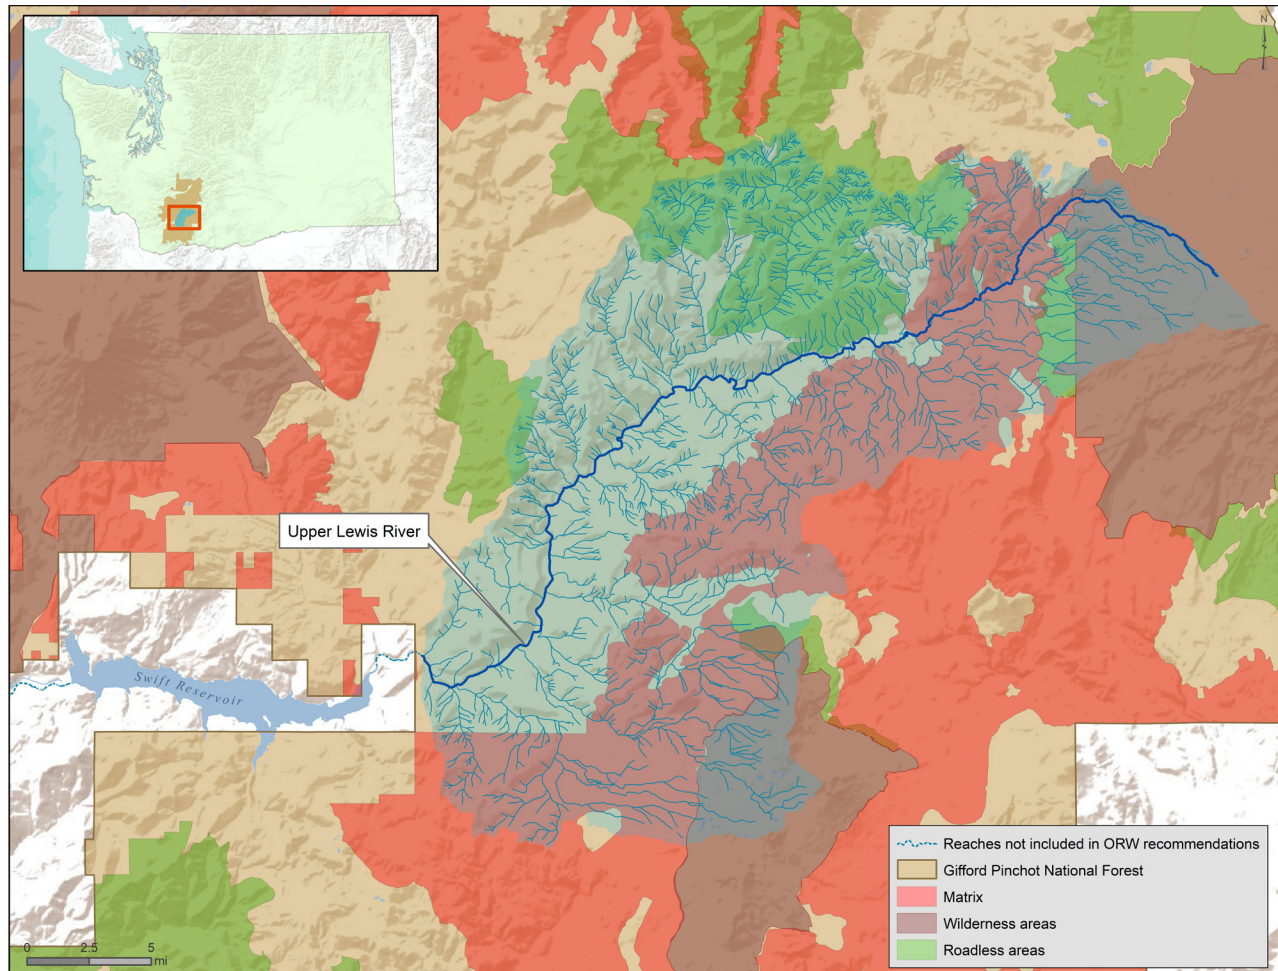 N
Upper Lewis River
Swift Reservoir
Reaches not included in ORW recommendations
Gifford Pinchot National Forest
Matrix
Wilderness areas
Roadless areas
0 2.5 5
mi